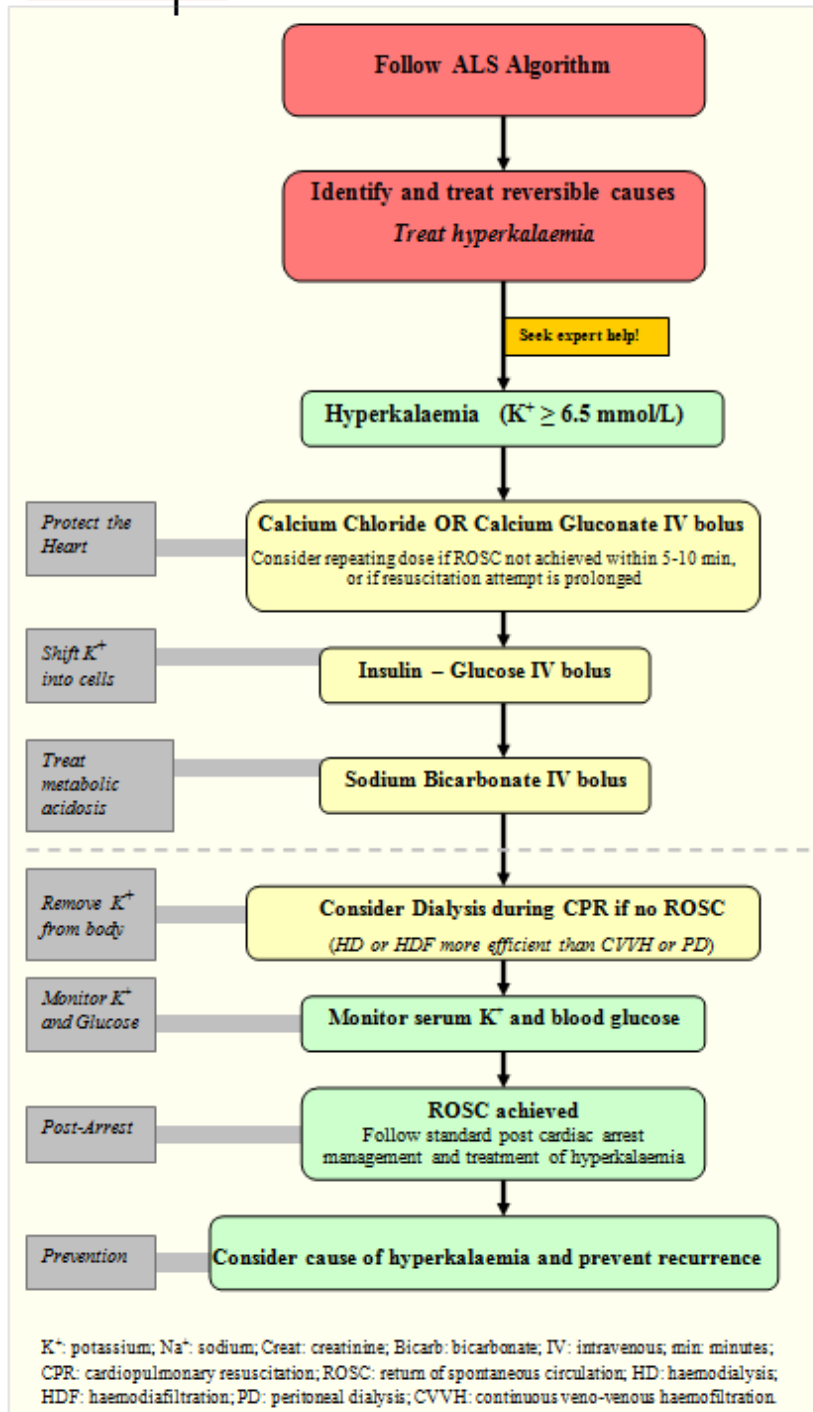 Follow ALS Algorithm
Identify and treat reversible causes
Treat hyperkalaemia
Seek expert help!
Hyperkalaemia (K⁺ ≥ 6.5 mmol/L)
Protect the
Heart
Calcium Chloride OR Calcium Gluconate IV bolus
Consider repeating dose if ROSC not achieved within 5-10 min,
or if resuscitation attempt is prolonged
Shift K⁺
into cells
Insulin – Glucose IV bolus
Treat
metabolic
acidosis
Sodium Bicarbonate IV bolus
Remove K⁺
from body
Consider Dialysis during CPR if no ROSC
(HD or HDF more efficient than CVVH or PD)
Monitor K⁺
and Glucose
Monitor serum K⁺ and blood glucose
Post-Arrest
ROSC achieved
Follow standard post cardiac arrest
management and treatment of hyperkalaemia
Prevention
Consider cause of hyperkalaemia and prevent recurrence
K⁺: potassium; Na⁺: sodium; Creat: creatinine; Bicarb: bicarbonate; IV: intravenous; min: minutes;
CPR: cardiopulmonary resuscitation; ROSC: return of spontaneous circulation; HD: haemodialysis;
HDF: haemodiafiltration; PD: peritoneal dialysis; CVVH: continuous veno-venous haemofiltration.